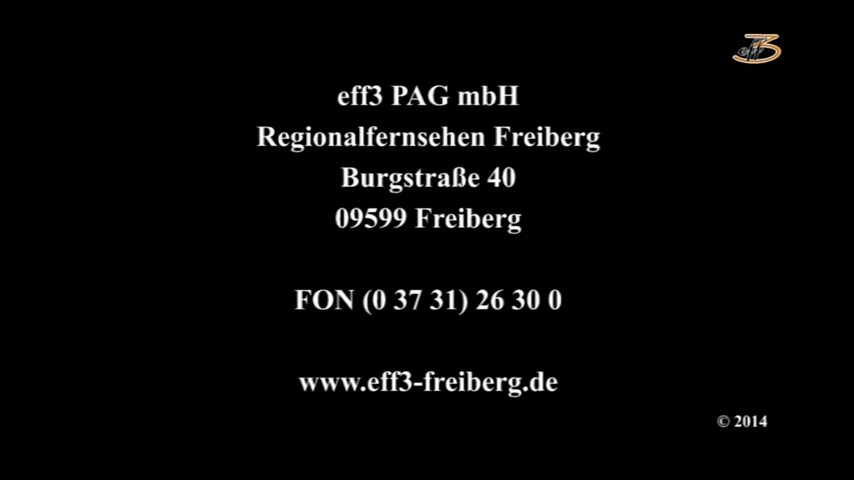 eff3
eff3 PAG mbH
Regionalfernsehen Freiberg
Burgstraße 40
09599 Freiberg
FON (0 37 31) 26 30 0
www.eff3-freiberg.de
© 2014